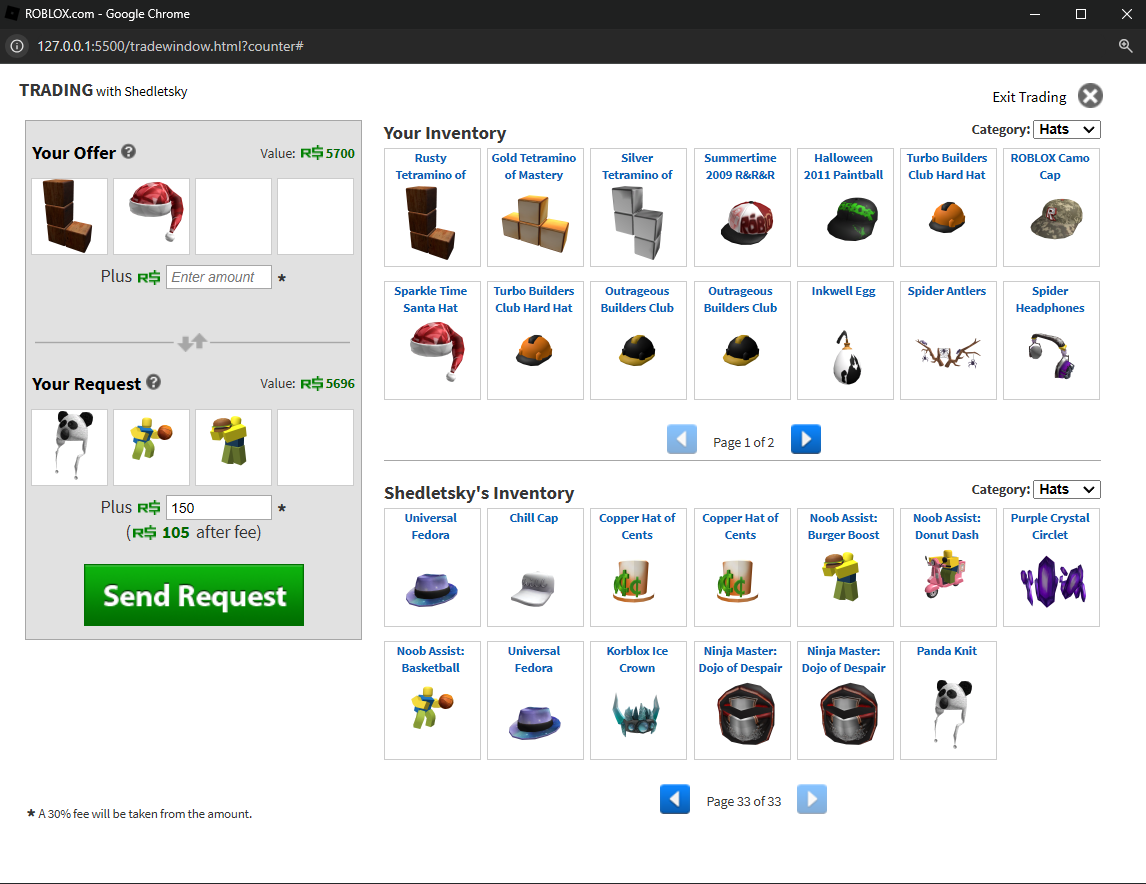 ROBLOX.com - Google Chrome
127.0.0.1:5500/tradewindow.html?counter#
TRADING with Shedletsky
Exit Trading
Your Offer ?
Value: R$ 5700
Plus R$ Enter amount *
Your Request ?
Value: R$ 5696
Plus R$ 150 *
(R$ 105 after fee)
Send Request
* A 30% fee will be taken from the amount.
Your Inventory
Category: Hats
Rusty
Tetramino of
Gold Tetramino
of Mastery
Silver
Tetramino of
Summertime
2009 R&R&R
Halloween
2011 Paintball
Turbo Builders
Club Hard Hat
ROBLOX Camo
Cap
Sparkle Time
Santa Hat
Turbo Builders
Club Hard Hat
Outrageous
Builders Club
Outrageous
Builders Club
Inkwell Egg
Spider Antlers
Spider
Headphones
Page 1 of 2
Shedletsky's Inventory
Category: Hats
Universal
Fedora
Chill Cap
Copper Hat of
Cents
Copper Hat of
Cents
Noob Assist:
Burger Boost
Noob Assist:
Donut Dash
Purple Crystal
Circlet
Noob Assist:
Basketball
Universal
Fedora
Korblox Ice
Crown
Ninja Master:
Dojo of Despair
Ninja Master:
Dojo of Despair
Panda Knit
Page 33 of 33